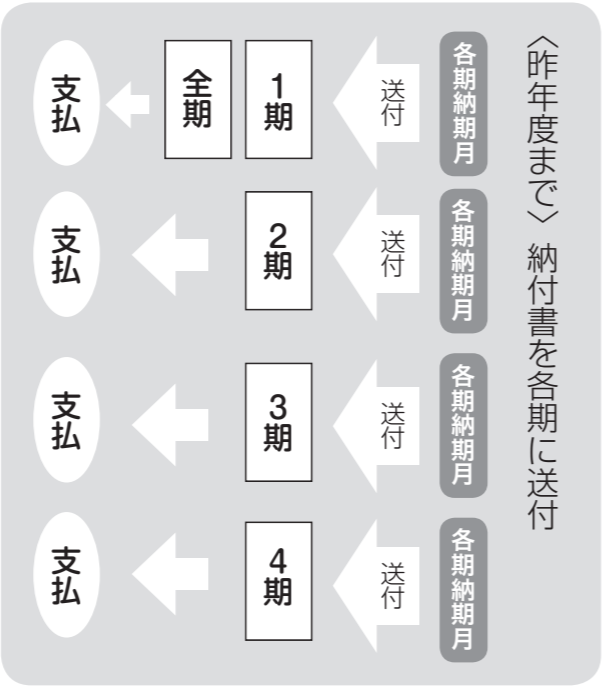 〈昨年度まで〉納付書を各期に送付
各期納期月
送付
1期
全期
支払
各期納期月
送付
2期
支払
各期納期月
送付
3期
支払
各期納期月
送付
4期
支払